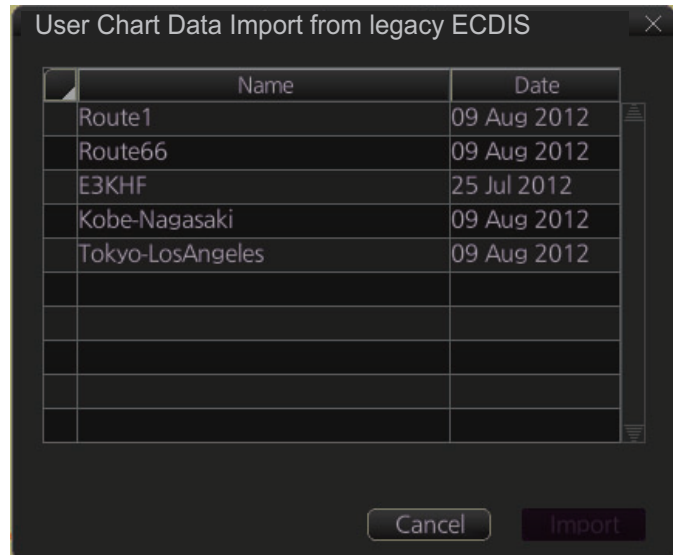 User Chart Data Import from legacy ECDIS
Name Date
Route1 09 Aug 2012
Route66 09 Aug 2012
E3KHF 25 Jul 2012
Kobe-Nagasaki 09 Aug 2012
Tokyo-LosAngeles 09 Aug 2012
Cancel Import